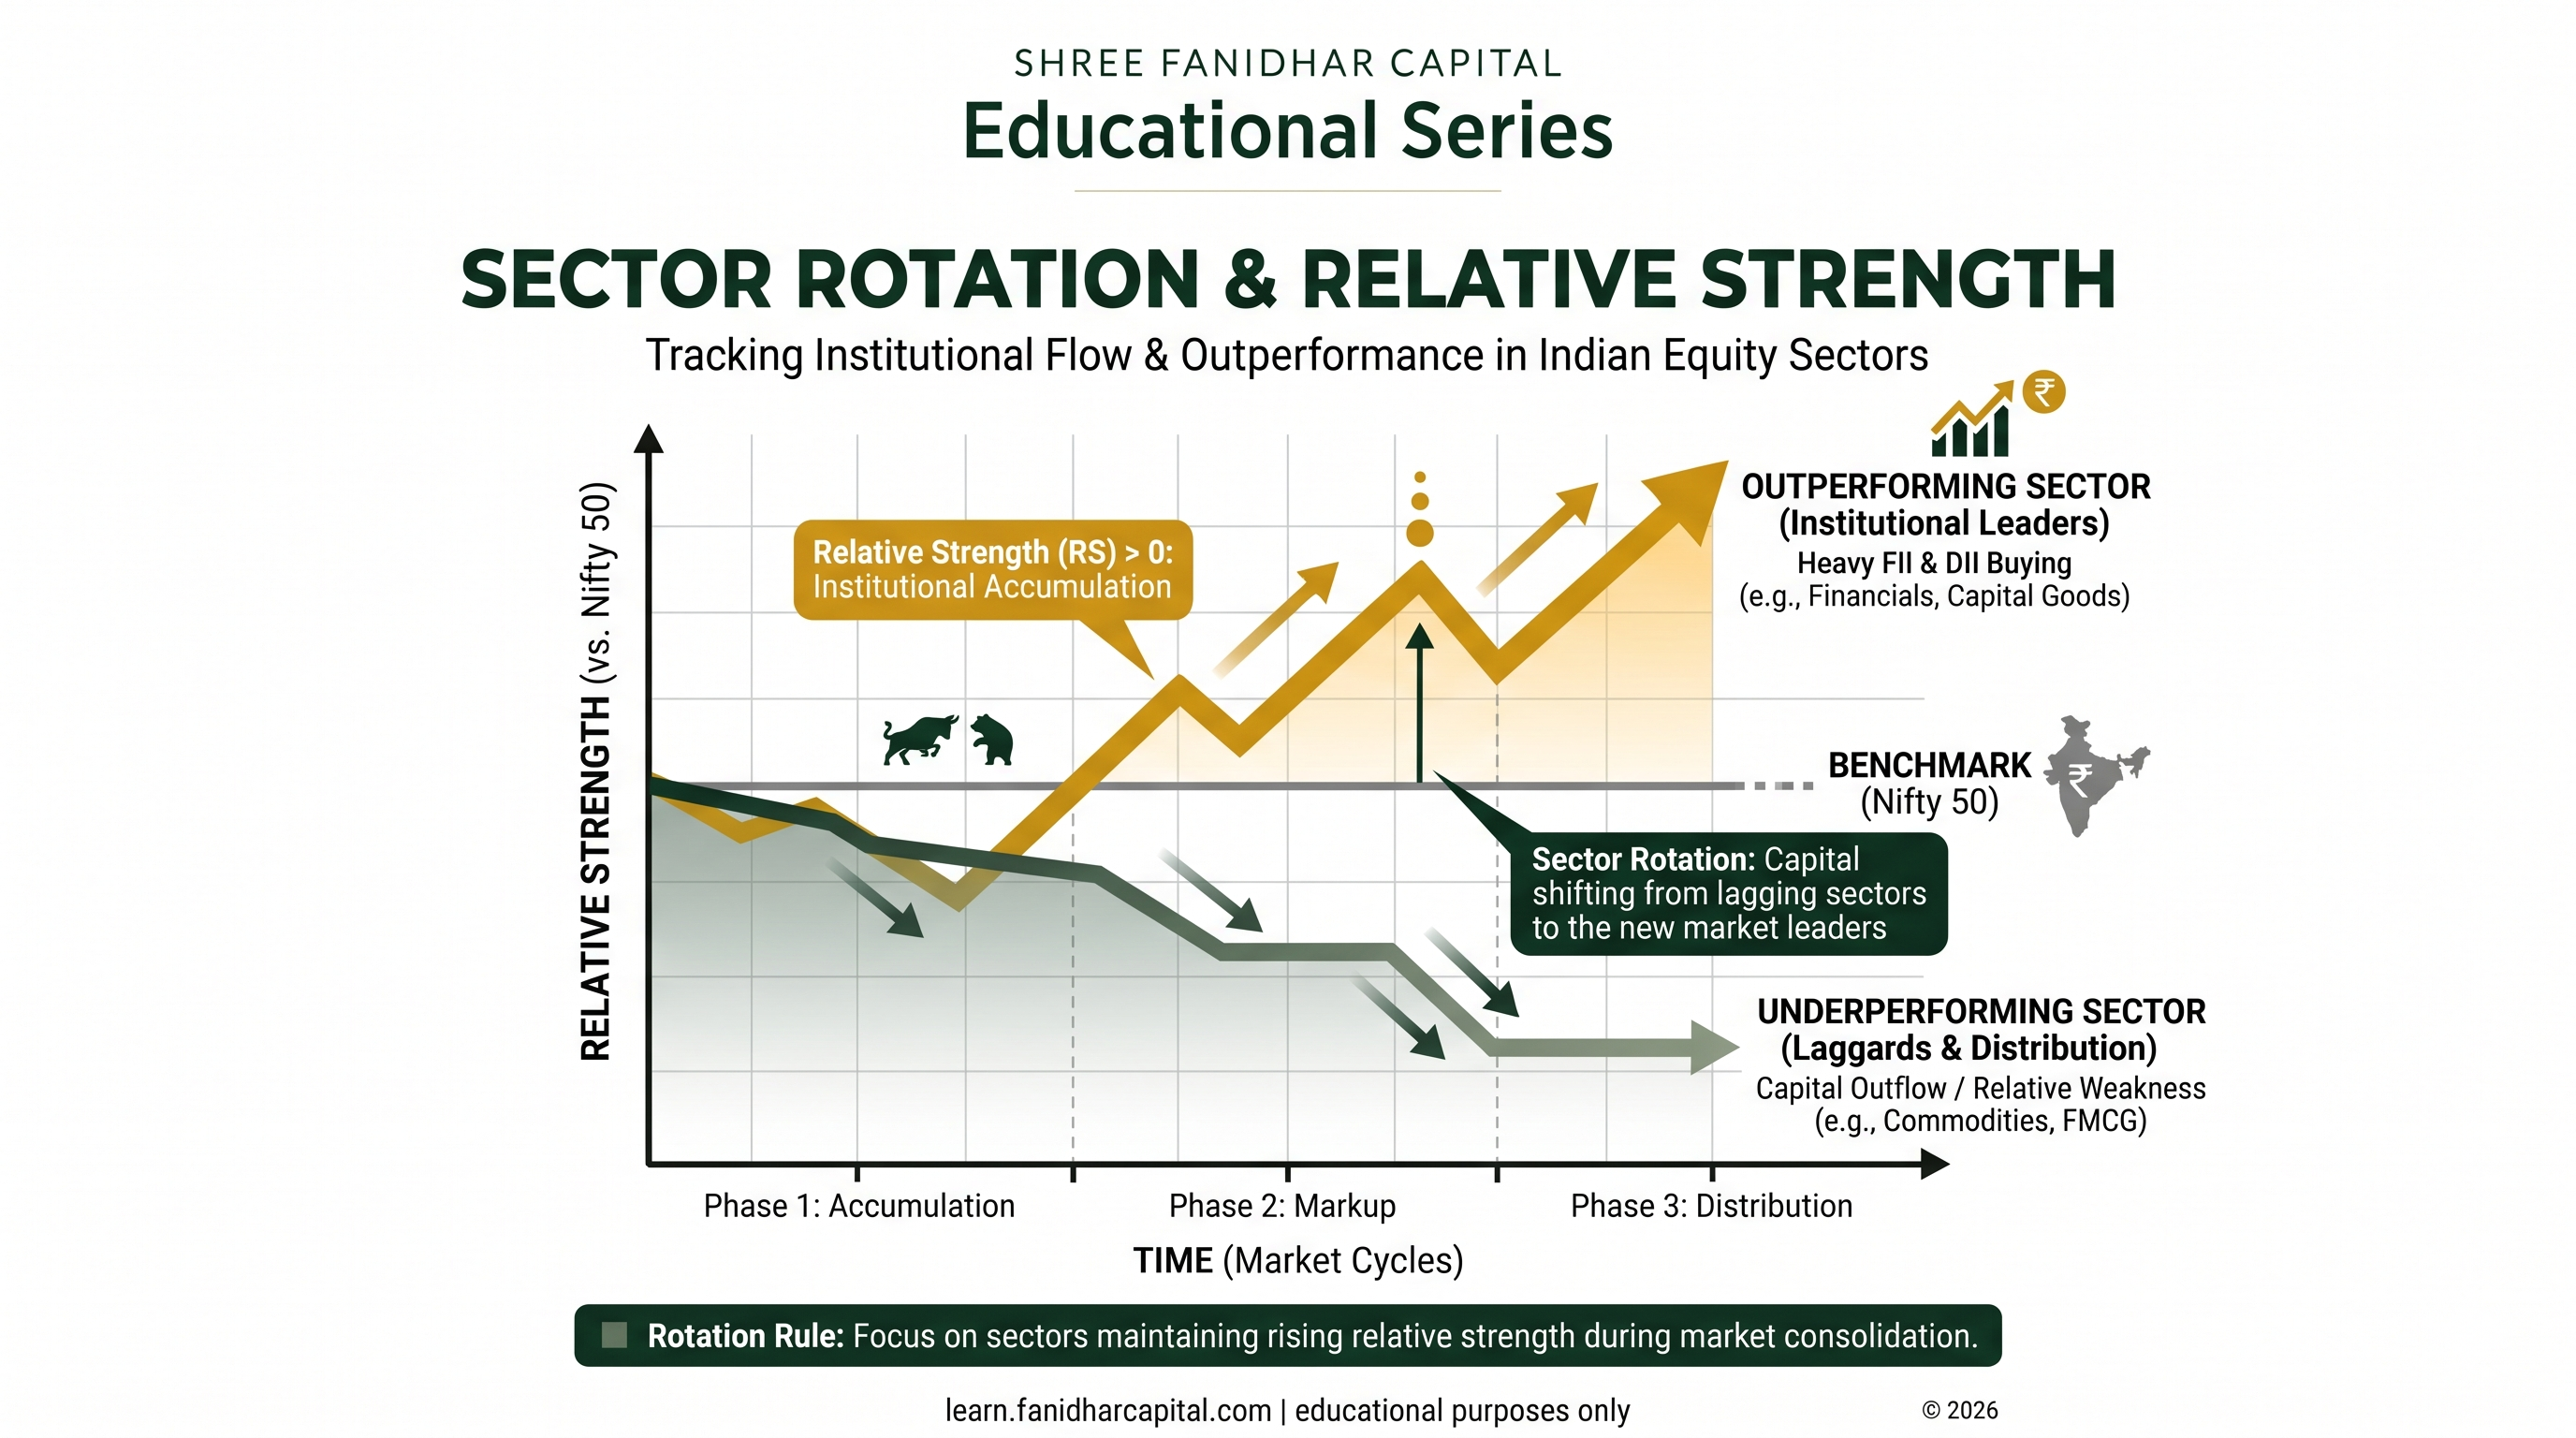 SHREE FANIDHAR CAPITAL
Educational Series
SECTOR ROTATION & RELATIVE STRENGTH
Tracking Institutional Flow & Outperformance in Indian Equity Sectors
₹
OUTPERFORMING SECTOR
(Institutional Leaders)
Heavy FII & DII Buying
(e.g., Financials, Capital Goods)
Relative Strength (RS) > 0:
Institutional Accumulation
RELATIVE STRENGTH (vs. Nifty 50)
BENCHMARK
(Nifty 50)
₹
Sector Rotation: Capital
shifting from lagging sectors
to the new market leaders
UNDERPERFORMING SECTOR
(Laggards & Distribution)
Capital Outflow / Relative Weakness
(e.g., Commodities, FMCG)
Phase 1: Accumulation
Phase 2: Markup
Phase 3: Distribution
TIME (Market Cycles)
Rotation Rule: Focus on sectors maintaining rising relative strength during market consolidation.
learn.fanidharcapital.com | educational purposes only
© 2026